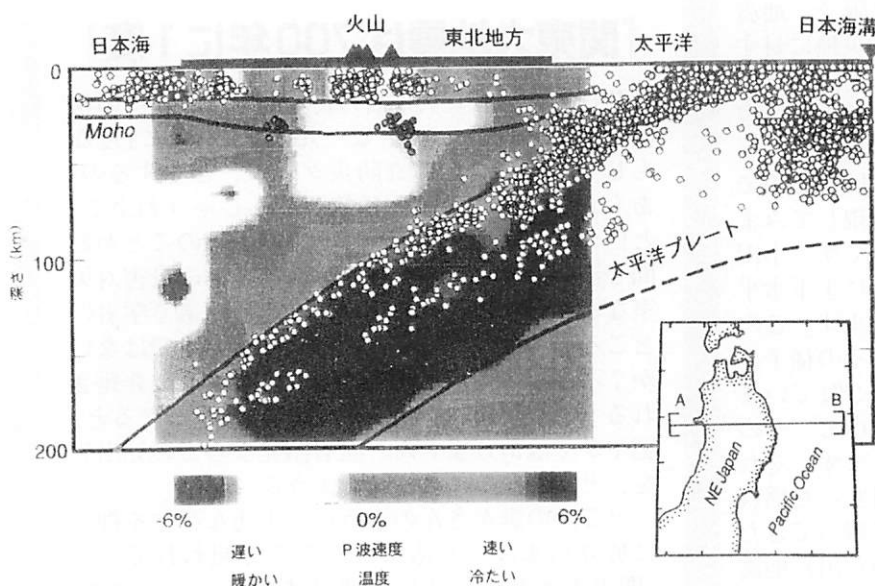 火山
日本海
東北地方
太平洋
日本海溝
0
Moho
深さ (km)
100
太平洋プレート
200
A
B
NE Japan
Pacific Ocean
-6%
0%
6%
遅い
P波速度
速い
暖かい
温度
冷たい